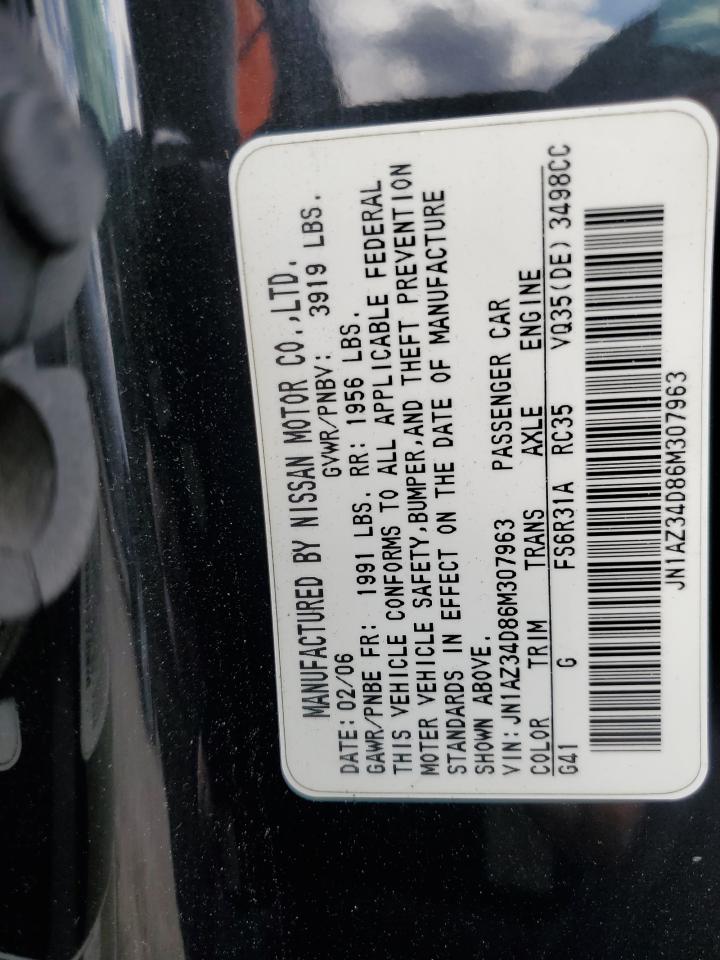 MANUFACTURED BY NISSAN MOTOR CO.,LTD.
DATE: 02/06 GVWR/PNBV: 3919 LBS.
GAWR/PNBE FR: 1991 LBS. RR: 1956 LBS.
THIS VEHICLE CONFORMS TO ALL APPLICABLE FEDERAL
MOTER VEHICLE SAFETY,BUMPER,AND THEFT PREVENTION
STANDARDS IN EFFECT ON THE DATE OF MANUFACTURE
SHOWN ABOVE.
VIN: JN1AZ34D86M307963 PASSENGER CAR
COLOR TRIM TRANS AXLE ENGINE
G41 G FS6R31A RC35 VQ35(DE) 3498CC
JN1AZ34D86M307963